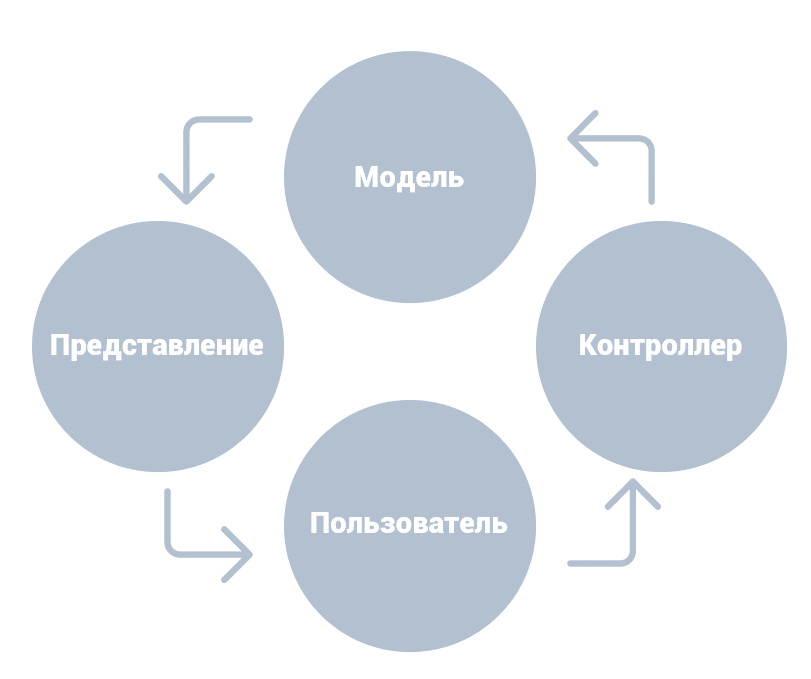 Модель
Представление
Контроллер
Пользователь